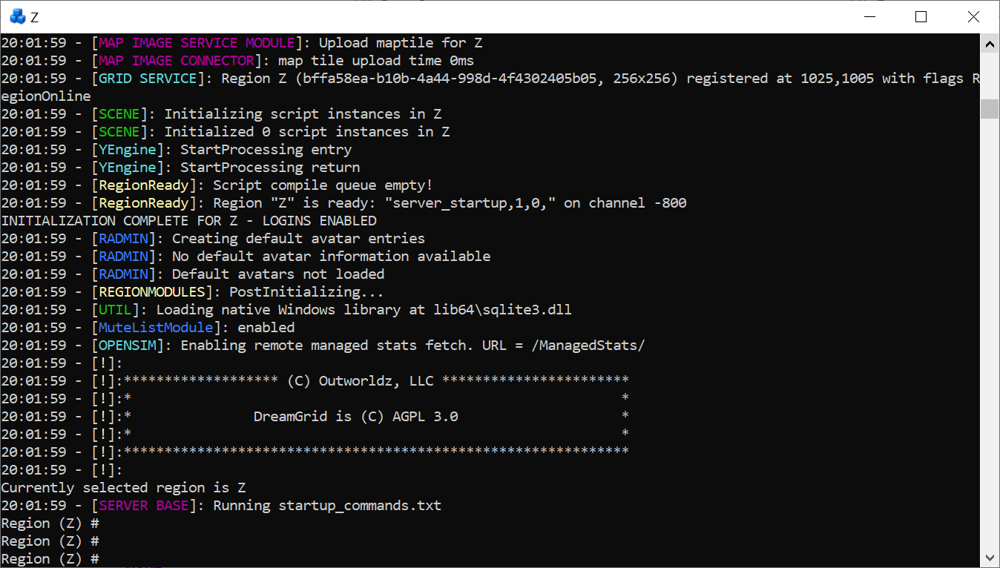 Z
20:01:59 - [MAP IMAGE SERVICE MODULE]: Upload maptile for Z
20:01:59 - [MAP IMAGE CONNECTOR]: map tile upload time 0ms
20:01:59 - [GRID SERVICE]: Region Z (bffa58ea-b10b-4a44-998d-4f4302405b05, 256x256) registered at 1025,1005 with flags R
egionOnline
20:01:59 - [SCENE]: Initializing script instances in Z
20:01:59 - [SCENE]: Initialized 0 script instances in Z
20:01:59 - [YEngine]: StartProcessing entry
20:01:59 - [YEngine]: StartProcessing return
20:01:59 - [RegionReady]: Script compile queue empty!
20:01:59 - [RegionReady]: Region "Z" is ready: "server_startup,1,0," on channel -800
INITIALIZATION COMPLETE FOR Z - LOGINS ENABLED
20:01:59 - [RADMIN]: Creating default avatar entries
20:01:59 - [RADMIN]: No default avatar information available
20:01:59 - [RADMIN]: Default avatars not loaded
20:01:59 - [REGIONMODULES]: PostInitializing...
20:01:59 - [UTIL]: Loading native Windows library at lib64\sqlite3.dll
20:01:59 - [MuteListModule]: enabled
20:01:59 - [OPENSIM]: Enabling remote managed stats fetch. URL = /ManagedStats/
20:01:59 - [!]:
20:01:59 - [!]:******************* (C) Outworldz, LLC ***********************
20:01:59 - [!]:*                                                            *
20:01:59 - [!]:*               DreamGrid is (C) AGPL 3.0                    *
20:01:59 - [!]:*                                                            *
20:01:59 - [!]:**************************************************************
20:01:59 - [!]:
Currently selected region is Z
20:01:59 - [SERVER BASE]: Running startup_commands.txt
Region (Z) #
Region (Z) #
Region (Z) #